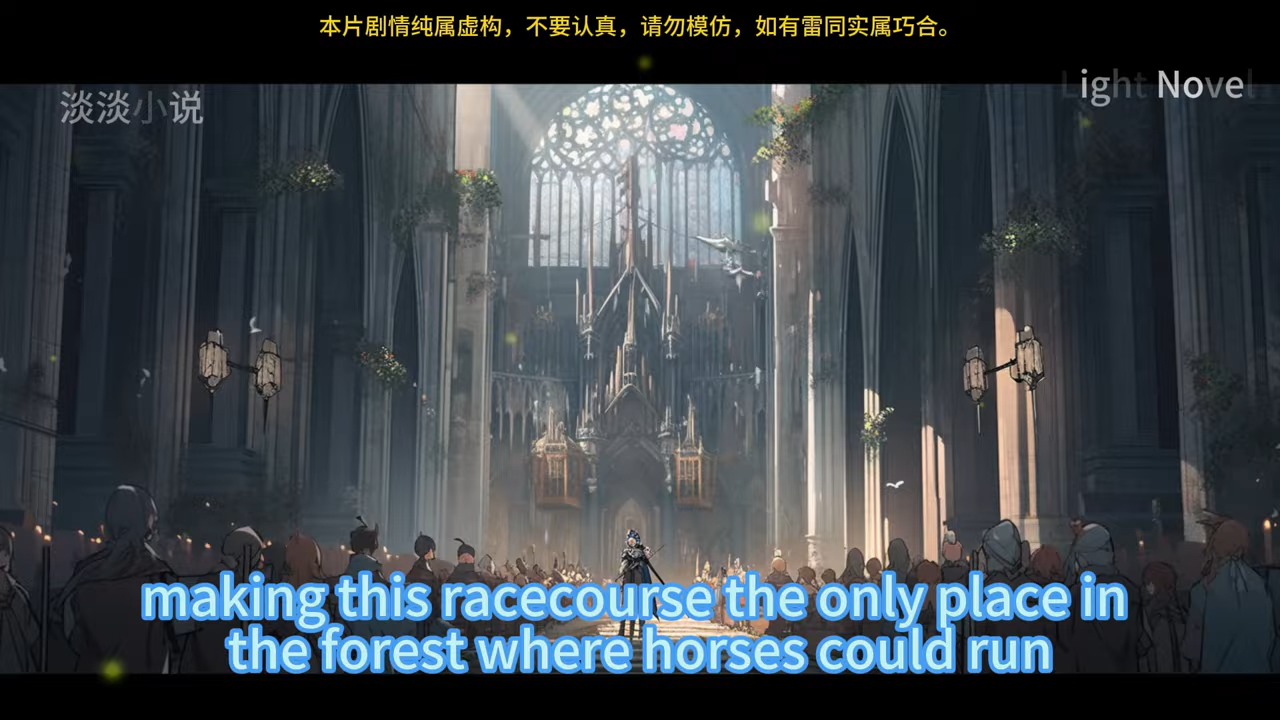 本片剧情纯属虚构，不要认真，请勿模仿，如有雷同实属巧合。
淡淡小说
Light Novel
making this racecourse the only place in
the forest where horses could run